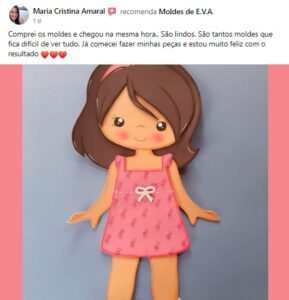 Maria Cristina Amaral recomenda Moldes de E.V.A.
1 d
Comprei os moldes e chegou na mesma hora.. São lindos. São tantos moldes que
fica difícil de ver tudo. Já comecei fazer minhas peças e estou muito feliz com o
resultado ❤❤❤